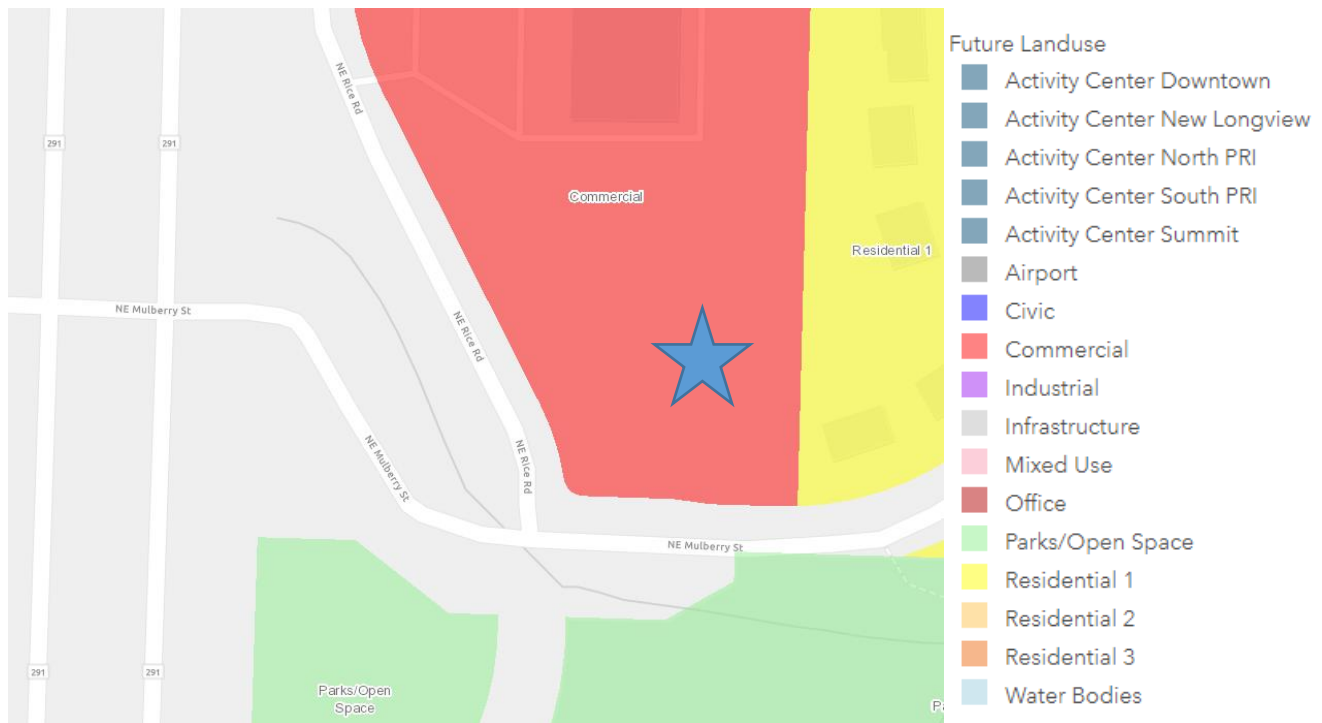 NE Rice Rd
291
291
Commercial
Residential 1
NE Mulberry St
NE Rice Rd
NE Mulberry St
NE Rice Rd
NE Mulberry St
291
291
Parks/Open
Space
Future Landuse
Activity Center Downtown
Activity Center New Longview
Activity Center North PRI
Activity Center South PRI
Activity Center Summit
Airport
Civic
Commercial
Industrial
Infrastructure
Mixed Use
Office
Parks/Open Space
Residential 1
Residential 2
Residential 3
Water Bodies